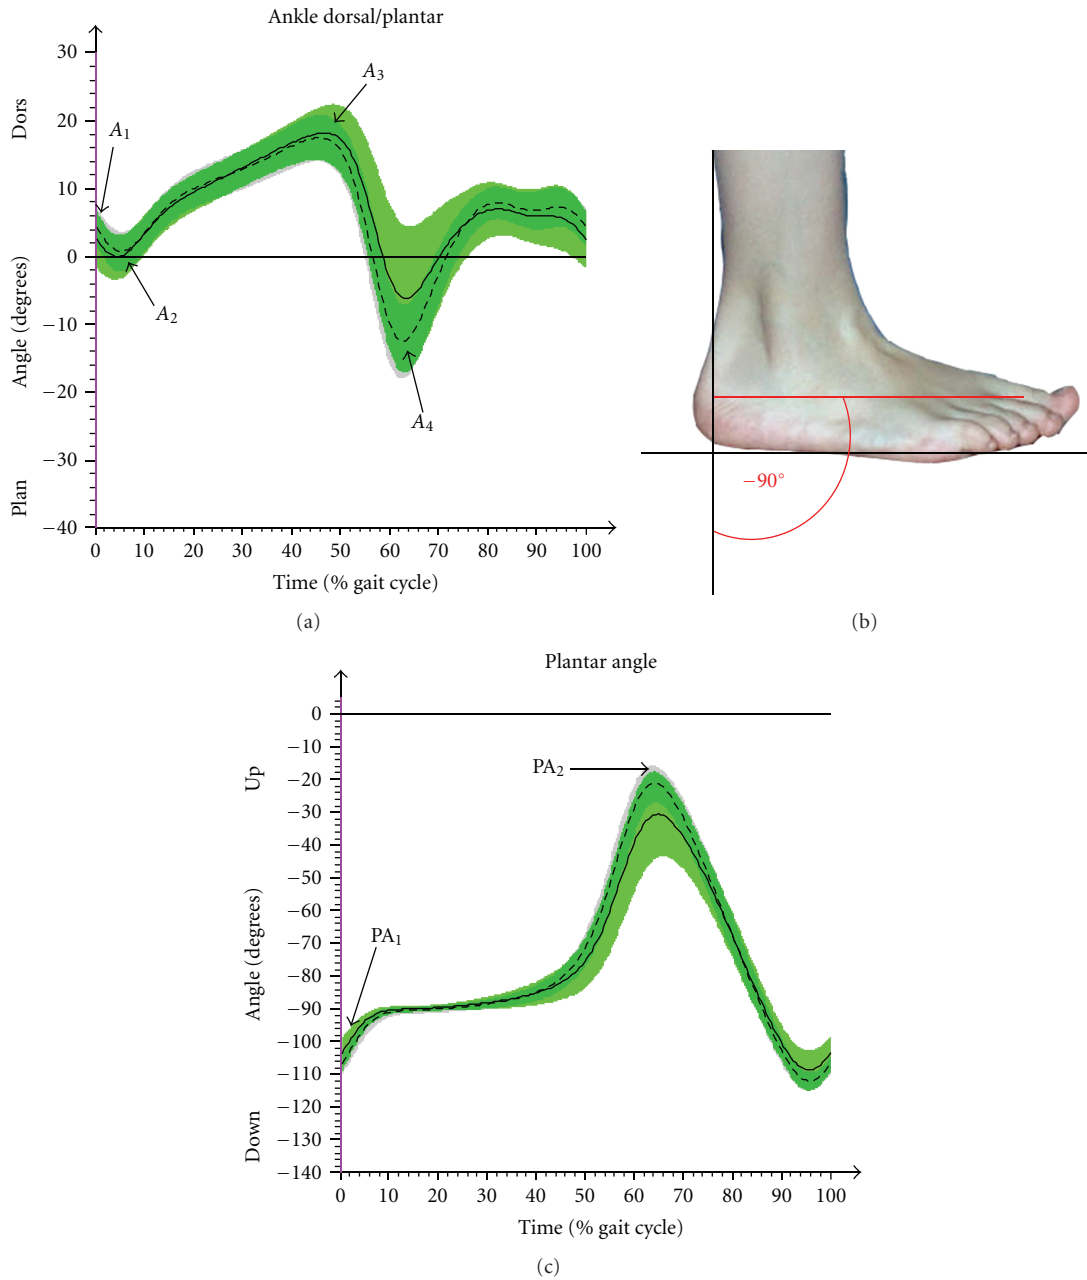 Ankle dorsal/plantar
Dors
Angle (degrees)
Plan
30
20
10
0
−10
−20
−30
−40
A1
A2
A3
A4
0 10 20 30 40 50 60 70 80 90 100
Time (% gait cycle)
(a)
−90°
(b)
Plantar angle
Up
Angle (degrees)
Down
0
−10
−20
−30
−40
−50
−60
−70
−80
−90
−100
−110
−120
−130
−140
PA2
PA1
0 10 20 30 40 50 60 70 80 90 100
Time (% gait cycle)
(c)